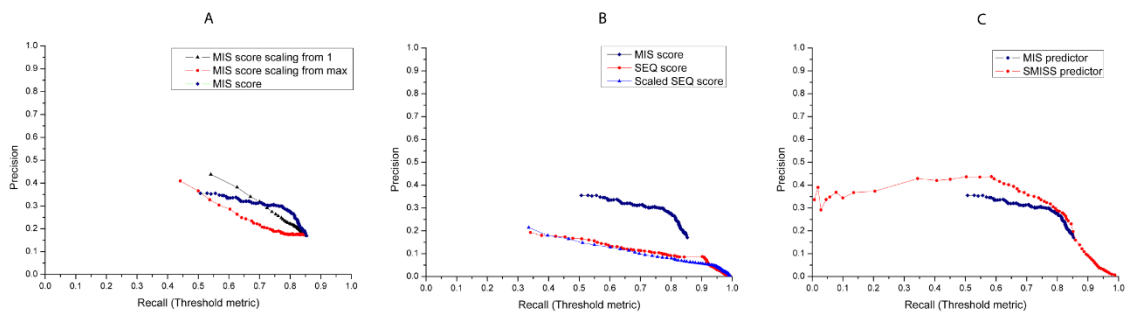 A
MIS score scaling from 1
MIS score scaling from max
MIS score
Precision
1.0
0.9
0.8
0.7
0.6
0.5
0.4
0.3
0.2
0.1
0.0
0.0 0.1 0.2 0.3 0.4 0.5 0.6 0.7 0.8 0.9 1.0
Recall (Threshold metric)
B
MIS score
SEQ score
Scaled SEQ score
Precision
1.0
0.9
0.8
0.7
0.6
0.5
0.4
0.3
0.2
0.1
0.0
0.0 0.1 0.2 0.3 0.4 0.5 0.6 0.7 0.8 0.9 1.0
Recall (Threshold metric)
C
MIS predictor
SMISS predictor
Precision
1.0
0.9
0.8
0.7
0.6
0.5
0.4
0.3
0.2
0.1
0.0
0.0 0.1 0.2 0.3 0.4 0.5 0.6 0.7 0.8 0.9 1.0
Recall (Threshold metric)